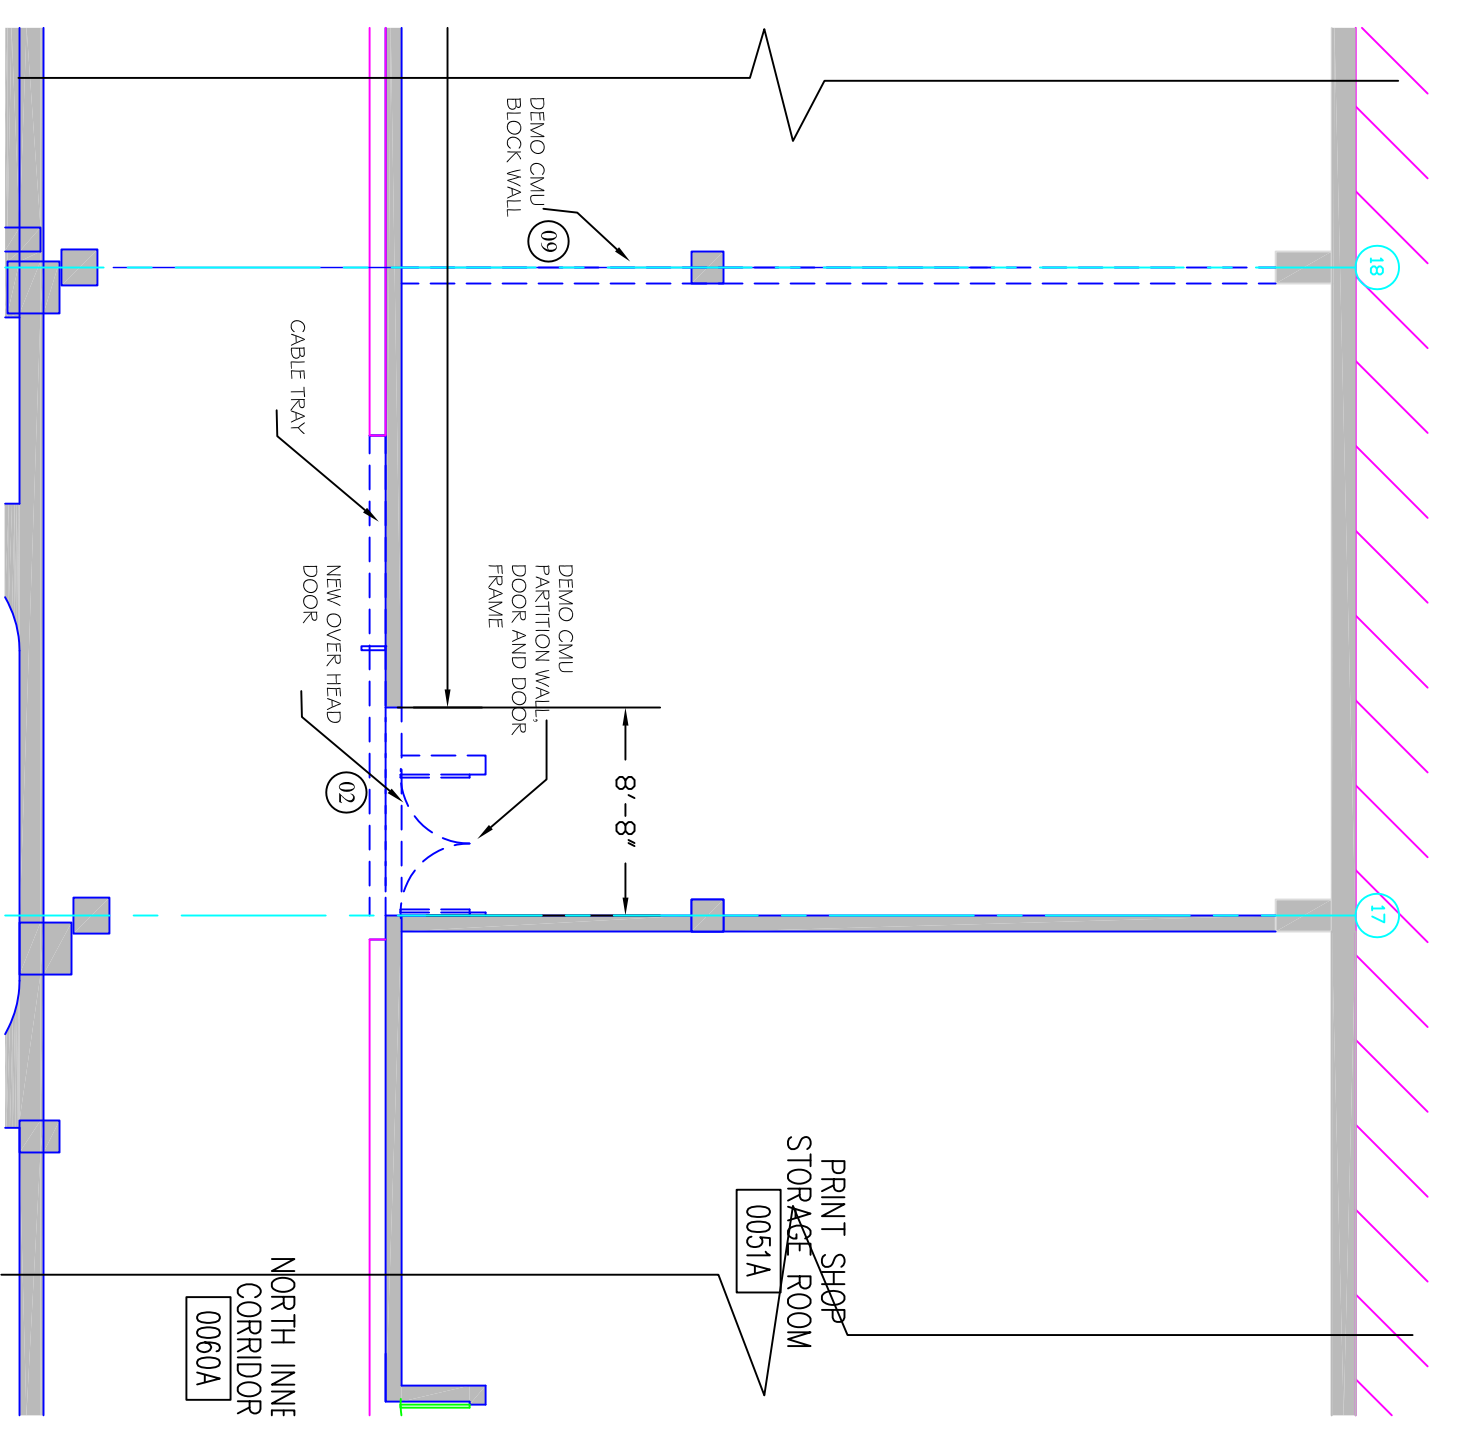 DEMO CMU
BLOCK WALL
09
18
CABLE TRAY
NEW OVER HEAD
DOOR
02
DEMO CMU
PARTITION WALL,
DOOR AND DOOR
FRAME
8'-8"
17
PRINT SHOP
STORAGE ROOM
0051A
NORTH INNE
CORRIDOR
0060A